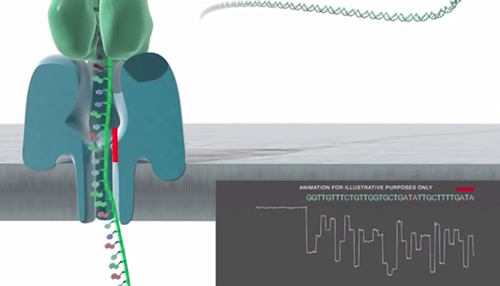 ANIMATION FOR ILLUSTRATIVE PURPOSES ONLY
GGTTGTTTCTGTTGGTGCTGATATTGCTTTTGATA